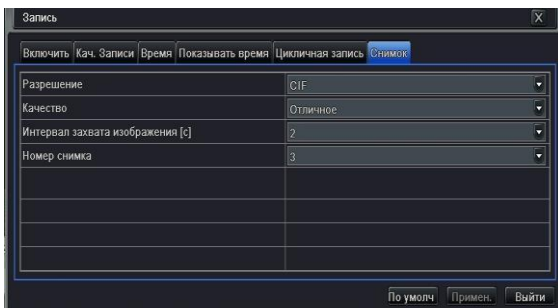 Запись X
Включить Кач. Записи Время Показывать время Цикличная запись Снимок
Разрешение CIF
Качество Отличное
Интервал захвата изображения [с] 2
Номер снимка 3
По умолч Примен. Выйти